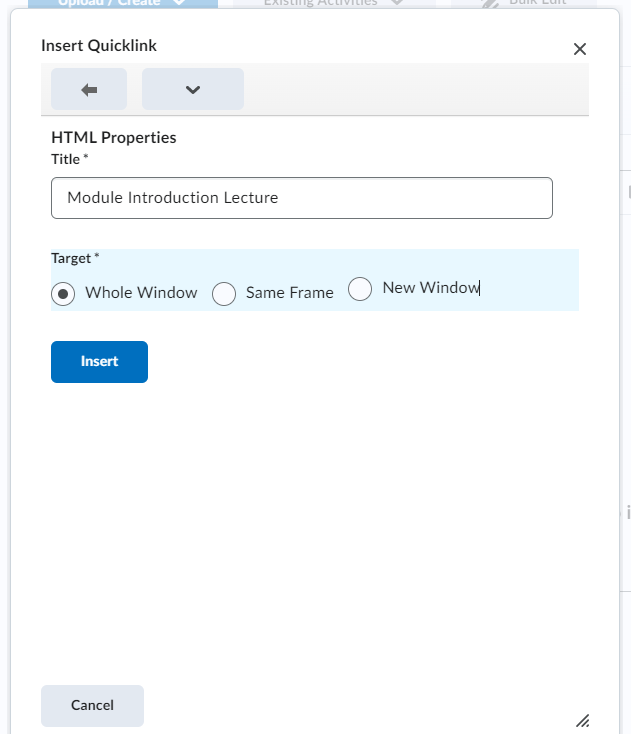 Upload / Create Existing Activities Bulk Edit
Insert Quicklink
HTML Properties
Title *
Module Introduction Lecture
Target *
Whole Window Same Frame New Window
Insert
Cancel